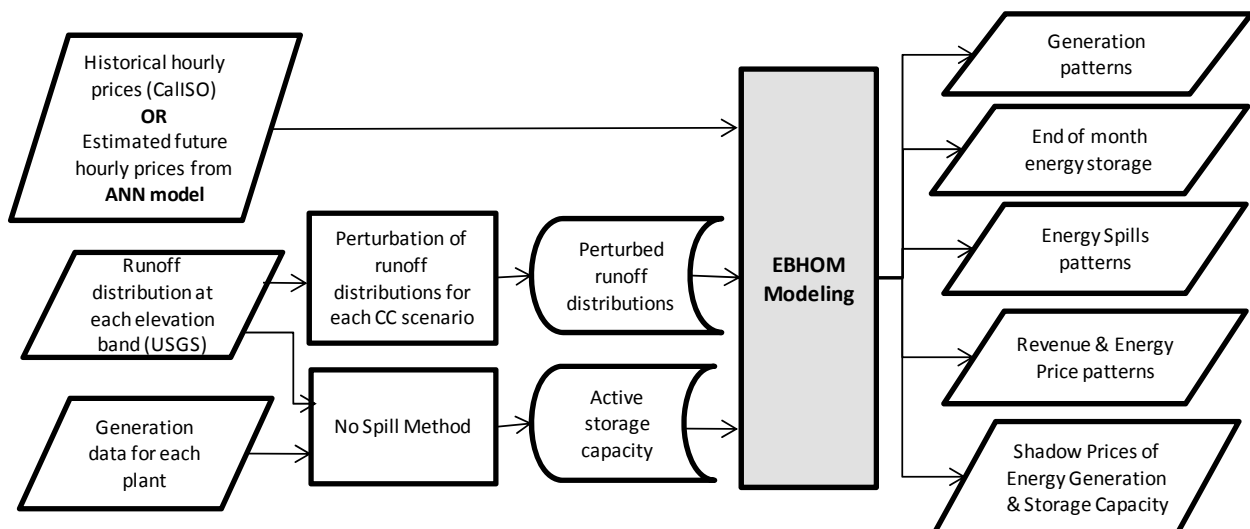 Historical hourly
prices (CalISO)
OR
Estimated future
hourly prices from
ANN model
Runoff
distribution at
each elevation
band (USGS)
Generation
data for each
plant
Perturbation of
runoff
distributions for
each CC scenario
No Spill Method
Perturbed
runoff
distributions
Active
storage
capacity
EBHOM
Modeling
Generation
patterns
End of month
energy storage
Energy Spills
patterns
Revenue & Energy
Price patterns
Shadow Prices of
Energy Generation
& Storage Capacity